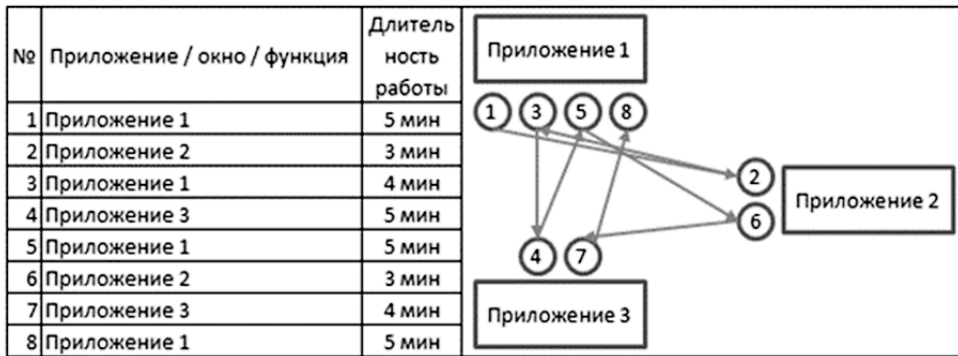 № Приложение / окно / функция Длитель
ность
работы
1 Приложение 1 5 мин
2 Приложение 2 3 мин
3 Приложение 1 4 мин
4 Приложение 3 5 мин
5 Приложение 1 5 мин
6 Приложение 2 3 мин
7 Приложение 3 4 мин
8 Приложение 1 5 мин
Приложение 1
1 3 5 8
2
Приложение 2
6
4 7
Приложение 3